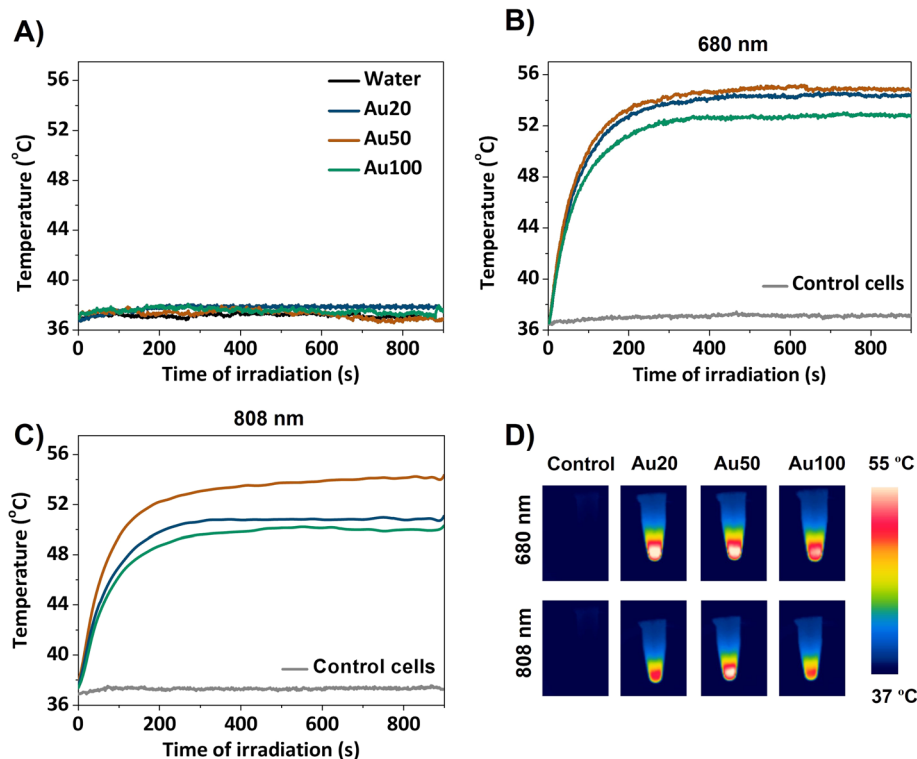 A)
Temperature (°C)
56
52
48
44
40
36
Water
Au20
Au50
Au100
0
200
400
600
800
Time of irradiation (s)
B)
680 nm
Temperature (°C)
56
52
48
44
40
36
Control cells
0
200
400
600
800
Time of irradiation (s)
C)
808 nm
Temperature (°C)
56
52
48
44
40
36
Control cells
0
200
400
600
800
Time of irradiation (s)
D)
Control Au20 Au50 Au100
55 °C
680 nm
808 nm
37 °C